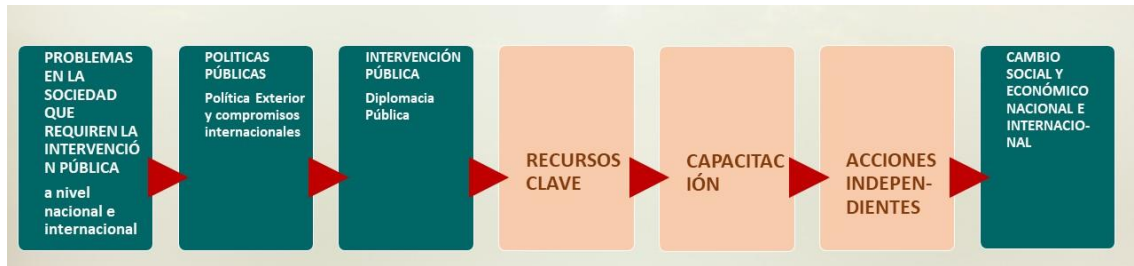 PROBLEMAS
EN LA
SOCIEDAD
QUE
REQUIREN LA
INTERVENCIÓ
N PÚBLICA
a nivel
nacional e
internacional
POLITICAS
PÚBLICAS
Política Exterior
y compromisos
internacionales
INTERVENCIÓN
PÚBLICA
Diplomacia
Pública
RECURSOS
CLAVE
CAPACITAC
IÓN
ACCIONES
INDEPEN-
DIENTES
CAMBIO
SOCIAL Y
ECONÓMICO
NACIONAL E
INTERNACIO-
NAL